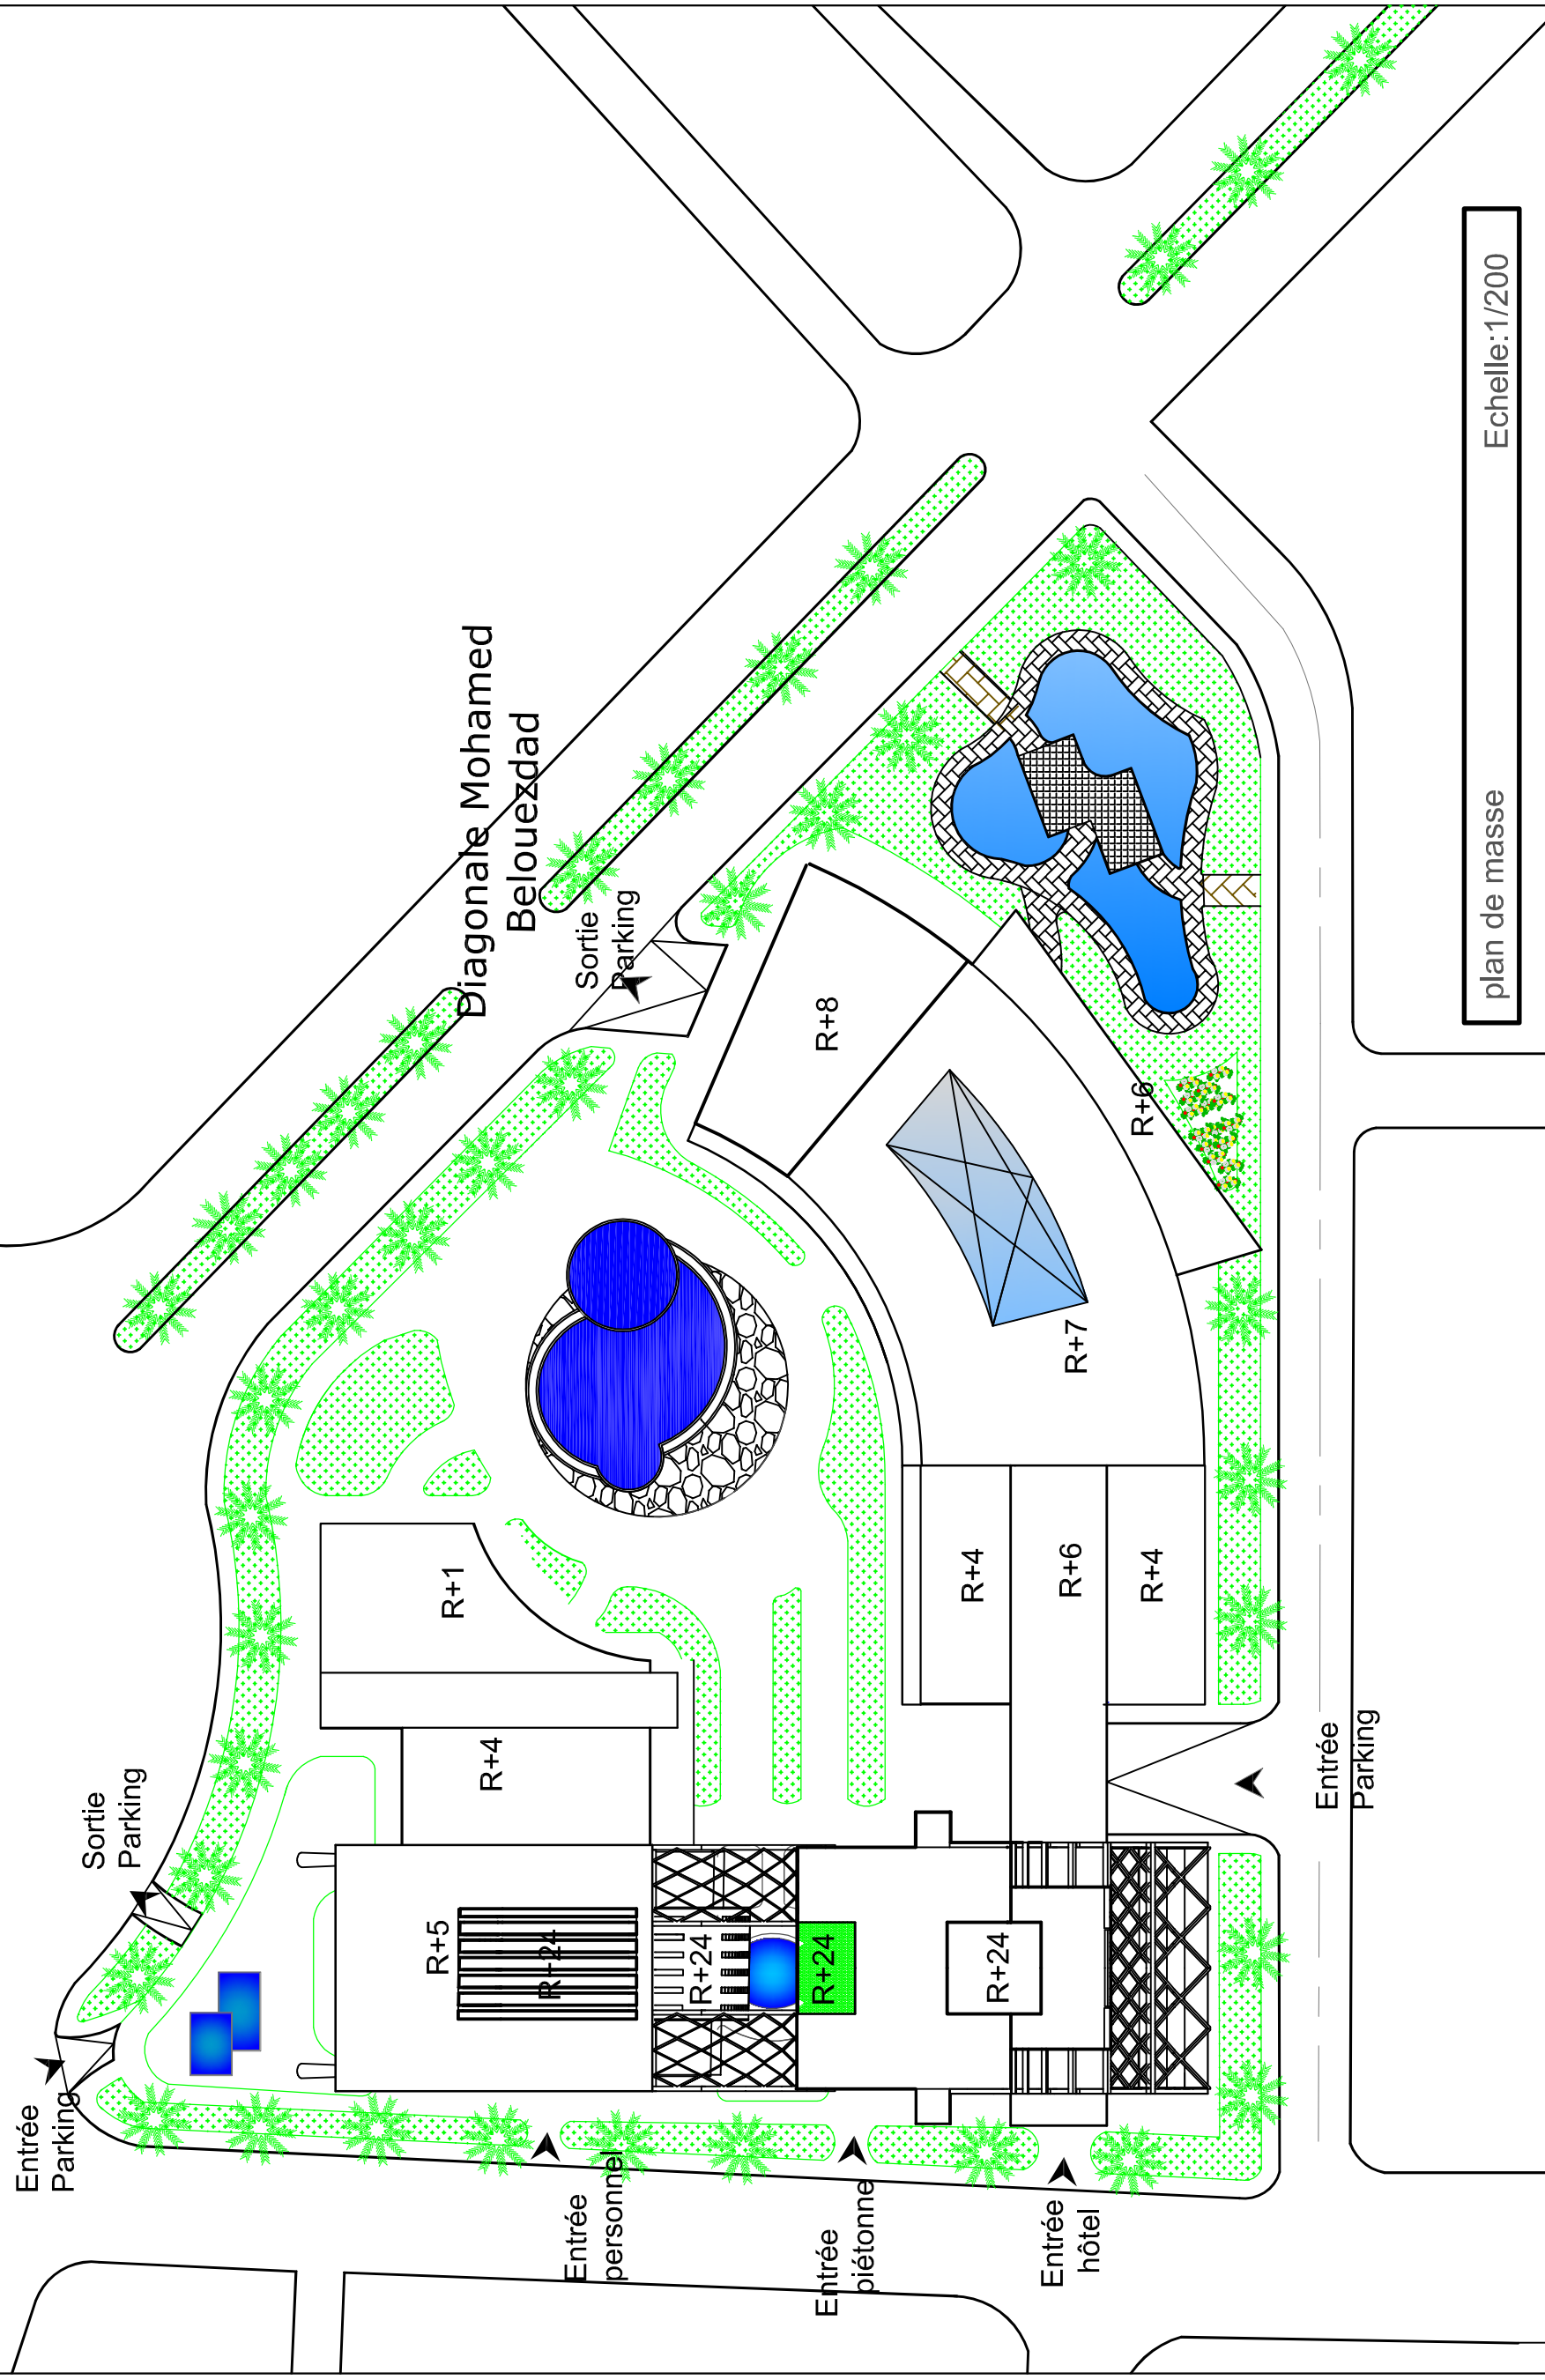 Diagonale Mohamed
Belouezdad
Sortie
Parking
R+8
R+6
R+7
R+1
R+4
R+4
R+6
R+4
Sortie
Parking
Entrée
Parking
R+5
R+24
R+24
R+24
R+24
Entrée
Parking
Entrée
personnel
Entrée
piétonne
Entrée
hôtel
plan de masse Echelle:1/200